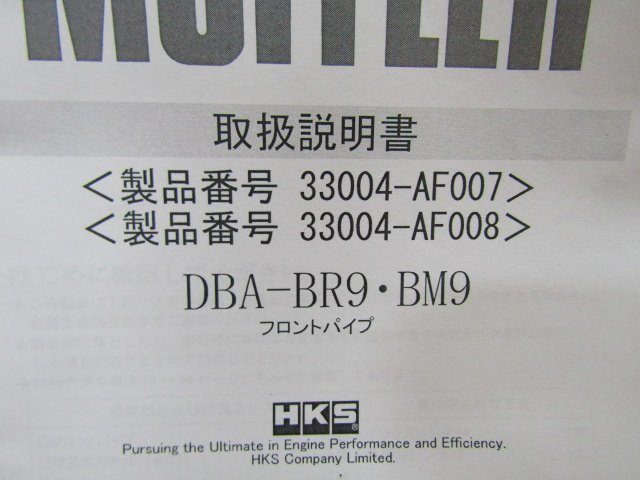 MUFFLER
取扱説明書
<製品番号 33004-AF007>
<製品番号 33004-AF008>
DBA-BR9・BM9
フロントパイプ
HKS
Pursuing the Ultimate in Engine Performance and Efficiency.
HKS Company Limited.